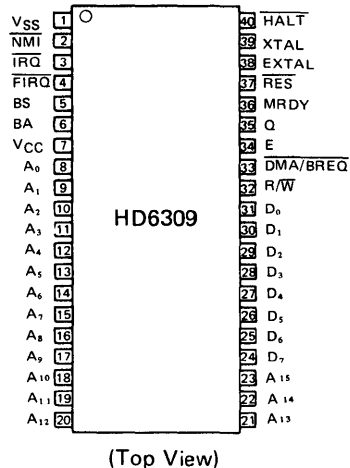 VSS 1 40 HALT
NMI 2 39 XTAL
IRQ 3 38 EXTAL
FIRQ 4 37 RES
BS 5 36 MRDY
BA 6 35 Q
VCC 7 34 E
A0 8 33 DMA/BREQ
A1 9 32 R/W
A2 10 31 D0
HD6309
A3 11 30 D1
A4 12 29 D2
A5 13 28 D3
A6 14 27 D4
A7 15 26 D5
A8 16 25 D6
A9 17 24 D7
A10 18 23 A15
A11 19 22 A14
A12 20 21 A13
(Top View)